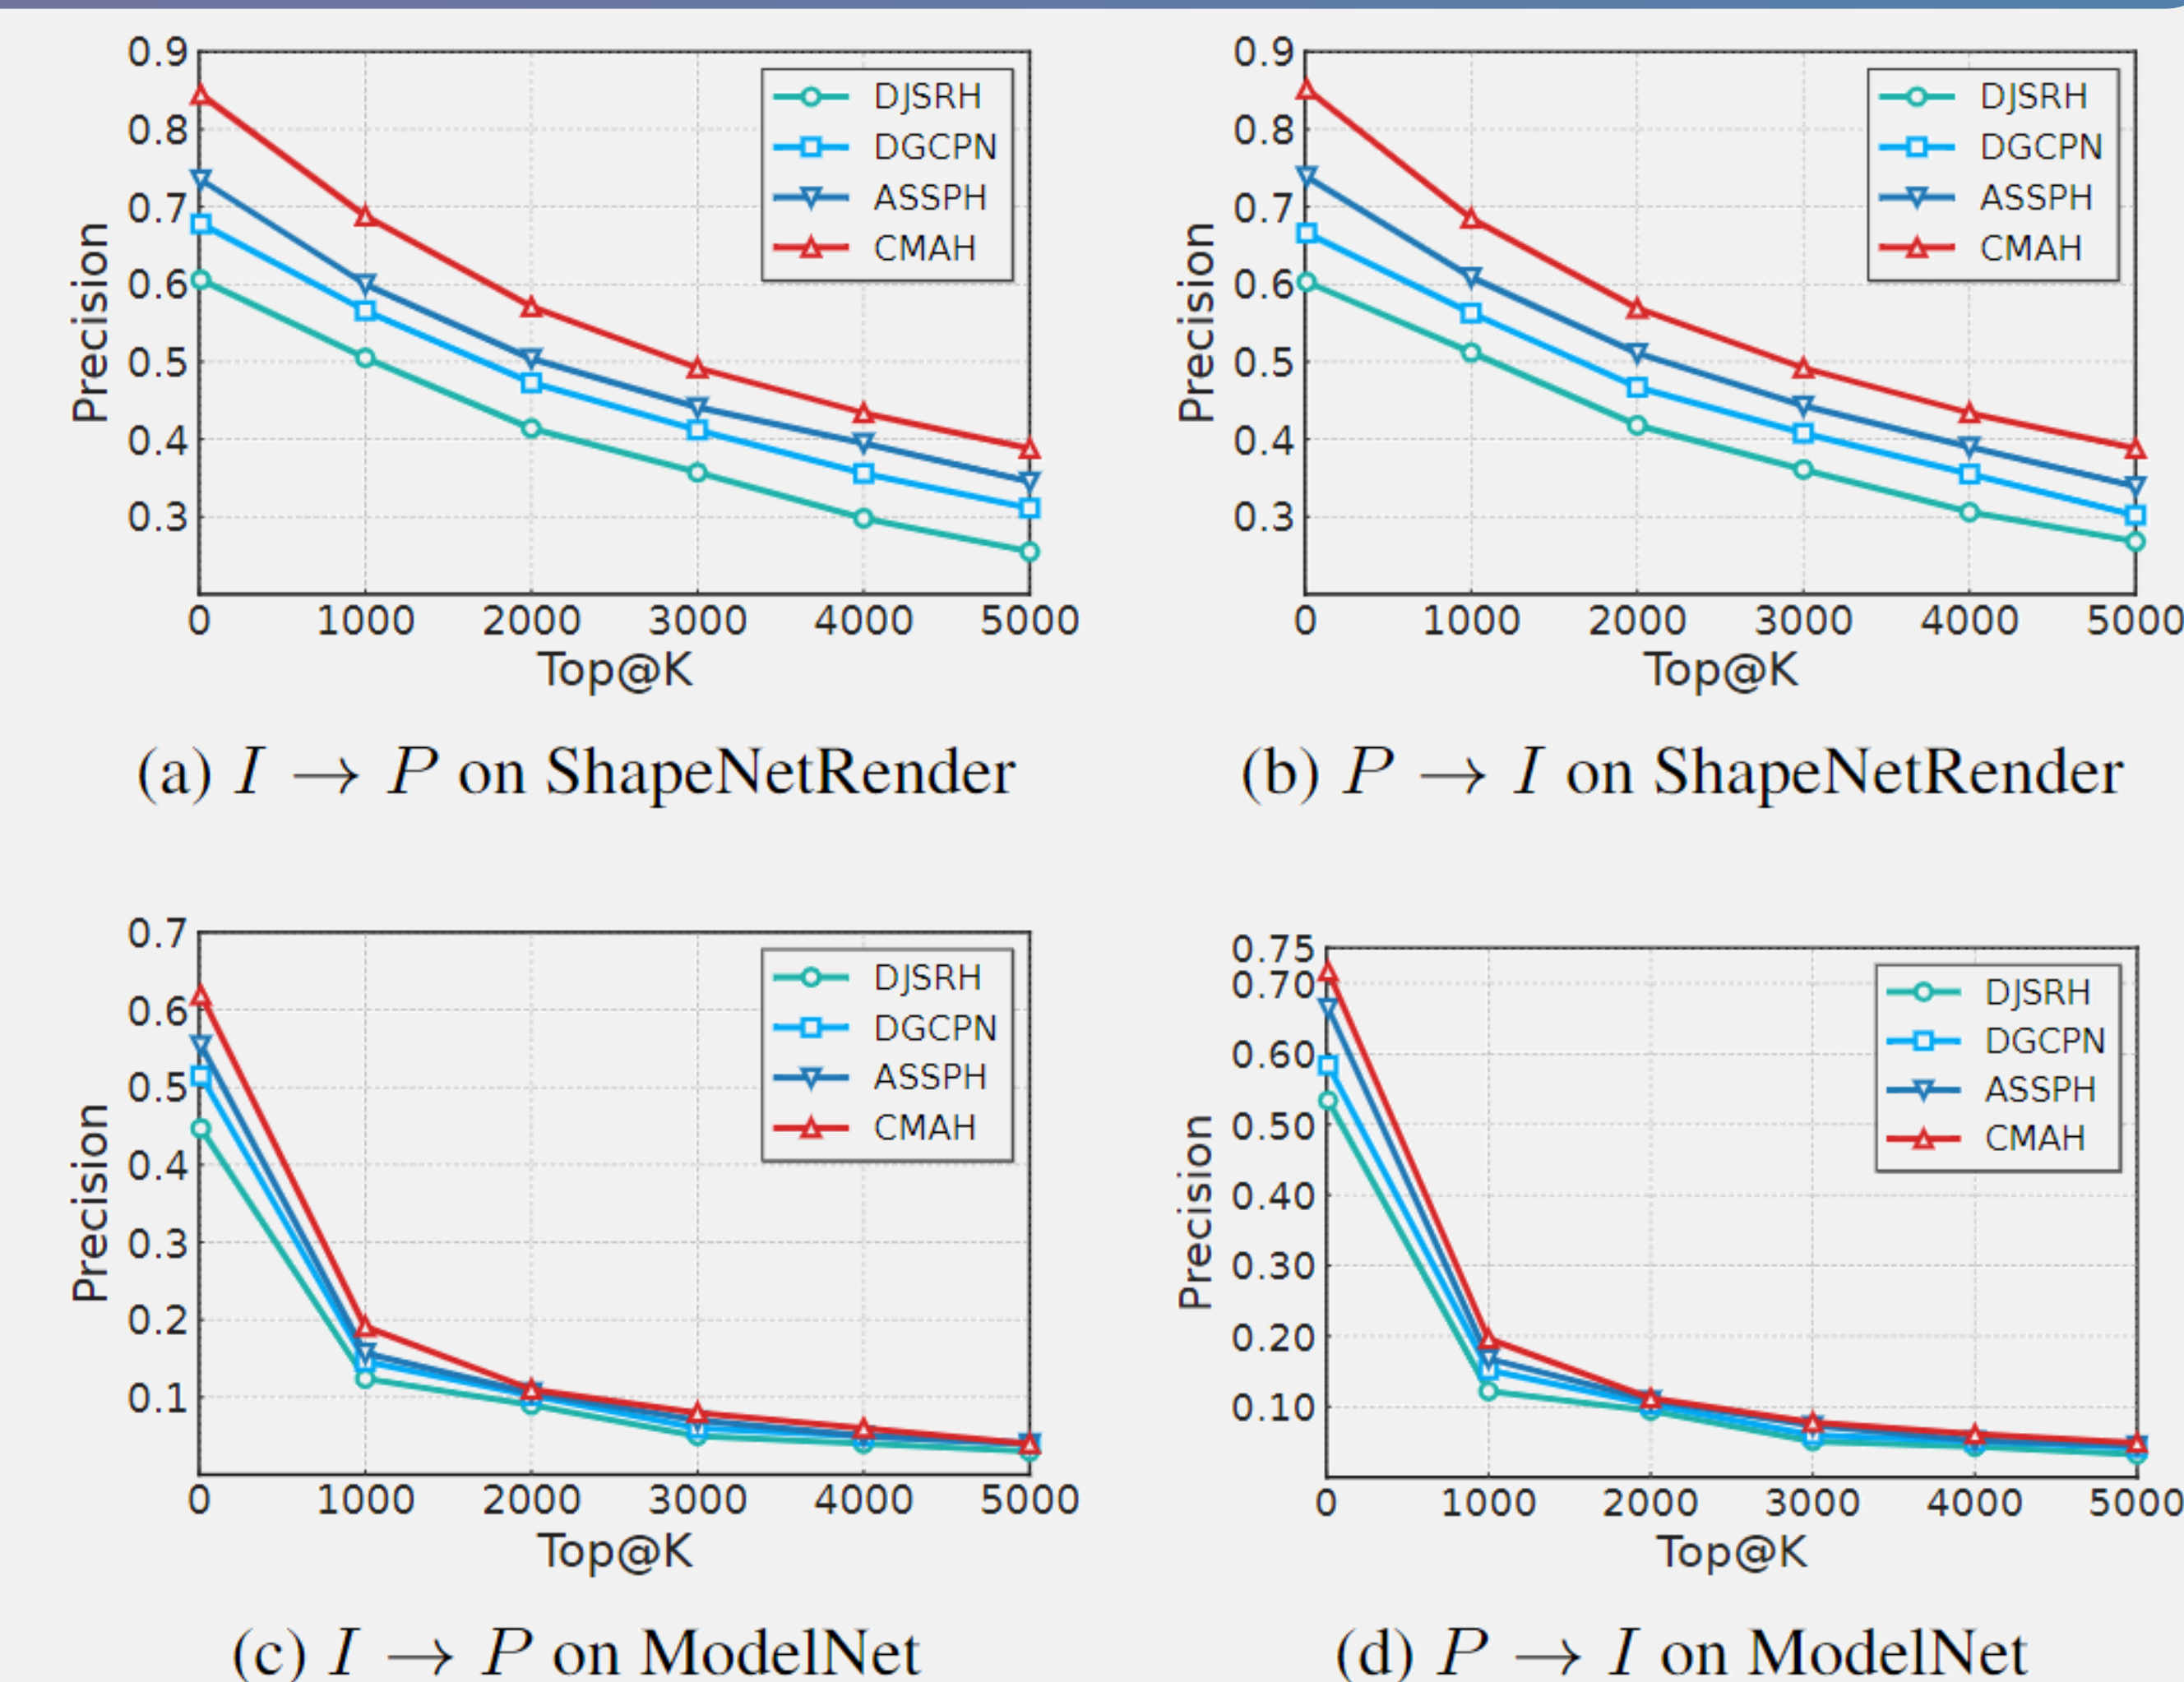 0.9
0.8
0.7
0.6
0.5
0.4
0.3
Precision
DJSRH
DGCPN
ASSPH
CMAH
0 1000 2000 3000 4000 5000
Top@K
(a) I → P on ShapeNetRender
0.9
0.8
0.7
0.6
0.5
0.4
0.3
Precision
DJSRH
DGCPN
ASSPH
CMAH
0 1000 2000 3000 4000 5000
Top@K
(b) P → I on ShapeNetRender
0.7
0.6
0.5
0.4
0.3
0.2
0.1
Precision
DJSRH
DGCPN
ASSPH
CMAH
0 1000 2000 3000 4000 5000
Top@K
(c) I → P on ModelNet
0.75
0.70
0.60
0.50
0.40
0.30
0.20
0.10
Precision
DJSRH
DGCPN
ASSPH
CMAH
0 1000 2000 3000 4000 5000
Top@K
(d) P → I on ModelNet